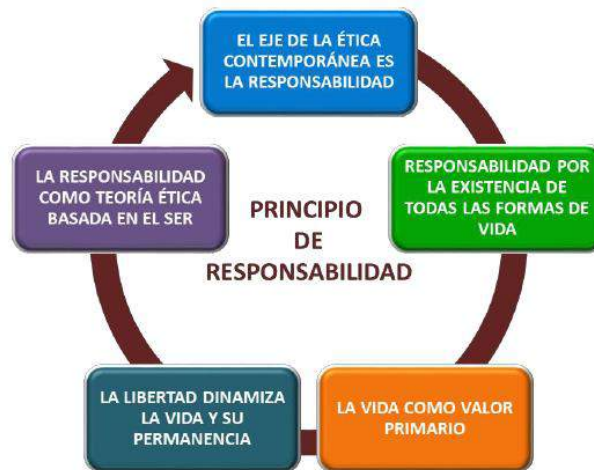 EL EJE DE LA ÉTICA
CONTEMPORÁNEA ES
LA RESPONSABILIDAD
RESPONSABILIDAD POR
LA EXISTENCIA DE
TODAS LAS FORMAS DE
VIDA
LA VIDA COMO VALOR
PRIMARIO
LA LIBERTAD DINAMIZA
LA VIDA Y SU
PERMANENCIA
LA RESPONSABILIDAD
COMO TEORÍA ÉTICA
BASADA EN EL SER
PRINCIPIO
DE
RESPONSABILIDAD